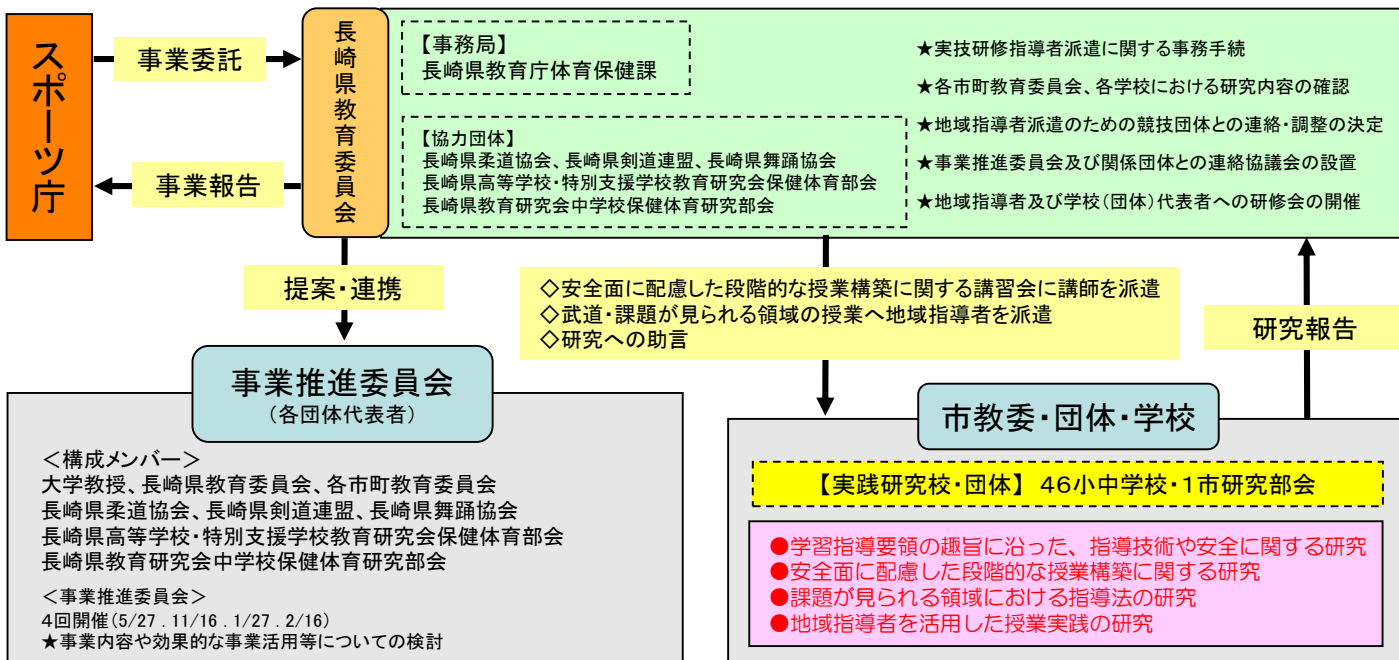 スポーツ庁
事業委託
事業報告
長崎県教育委員会
【事務局】
長崎県教育庁体育保健課
【協力団体】
長崎県柔道協会、長崎県剣道連盟、長崎県舞踊協会
長崎県高等学校・特別支援学校教育研究会保健体育部会
長崎県教育研究会中学校保健体育研究部会
★実技研修指導者派遣に関する事務手続
★各市町教育委員会、各学校における研究内容の確認
★地域指導者派遣のための競技団体との連絡・調整の決定
★事業推進委員会及び関係団体との連絡協議会の設置
★地域指導者及び学校(団体)代表者への研修会の開催
提案・連携
◇安全面に配慮した段階的な授業構築に関する講習会に講師を派遣
◇武道・課題が見られる領域の授業へ地域指導者を派遣
◇研究への助言
研究報告
事業推進委員会
(各団体代表者)
＜構成メンバー＞
大学教授、長崎県教育委員会、各市町教育委員会
長崎県柔道協会、長崎県剣道連盟、長崎県舞踊協会
長崎県高等学校・特別支援学校教育研究会保健体育部会
長崎県教育研究会中学校保健体育研究部会
＜事業推進委員会＞
4回開催(5/27 . 11/16 . 1/27 . 2/16)
★事業内容や効果的な事業活用等についての検討
市教委・団体・学校
【実践研究校・団体】 46小中学校・1市研究部会
●学習指導要領の趣旨に沿った、指導技術や安全に関する研究
●安全面に配慮した段階的な授業構築に関する研究
●課題が見られる領域における指導法の研究
●地域指導者を活用した授業実践の研究